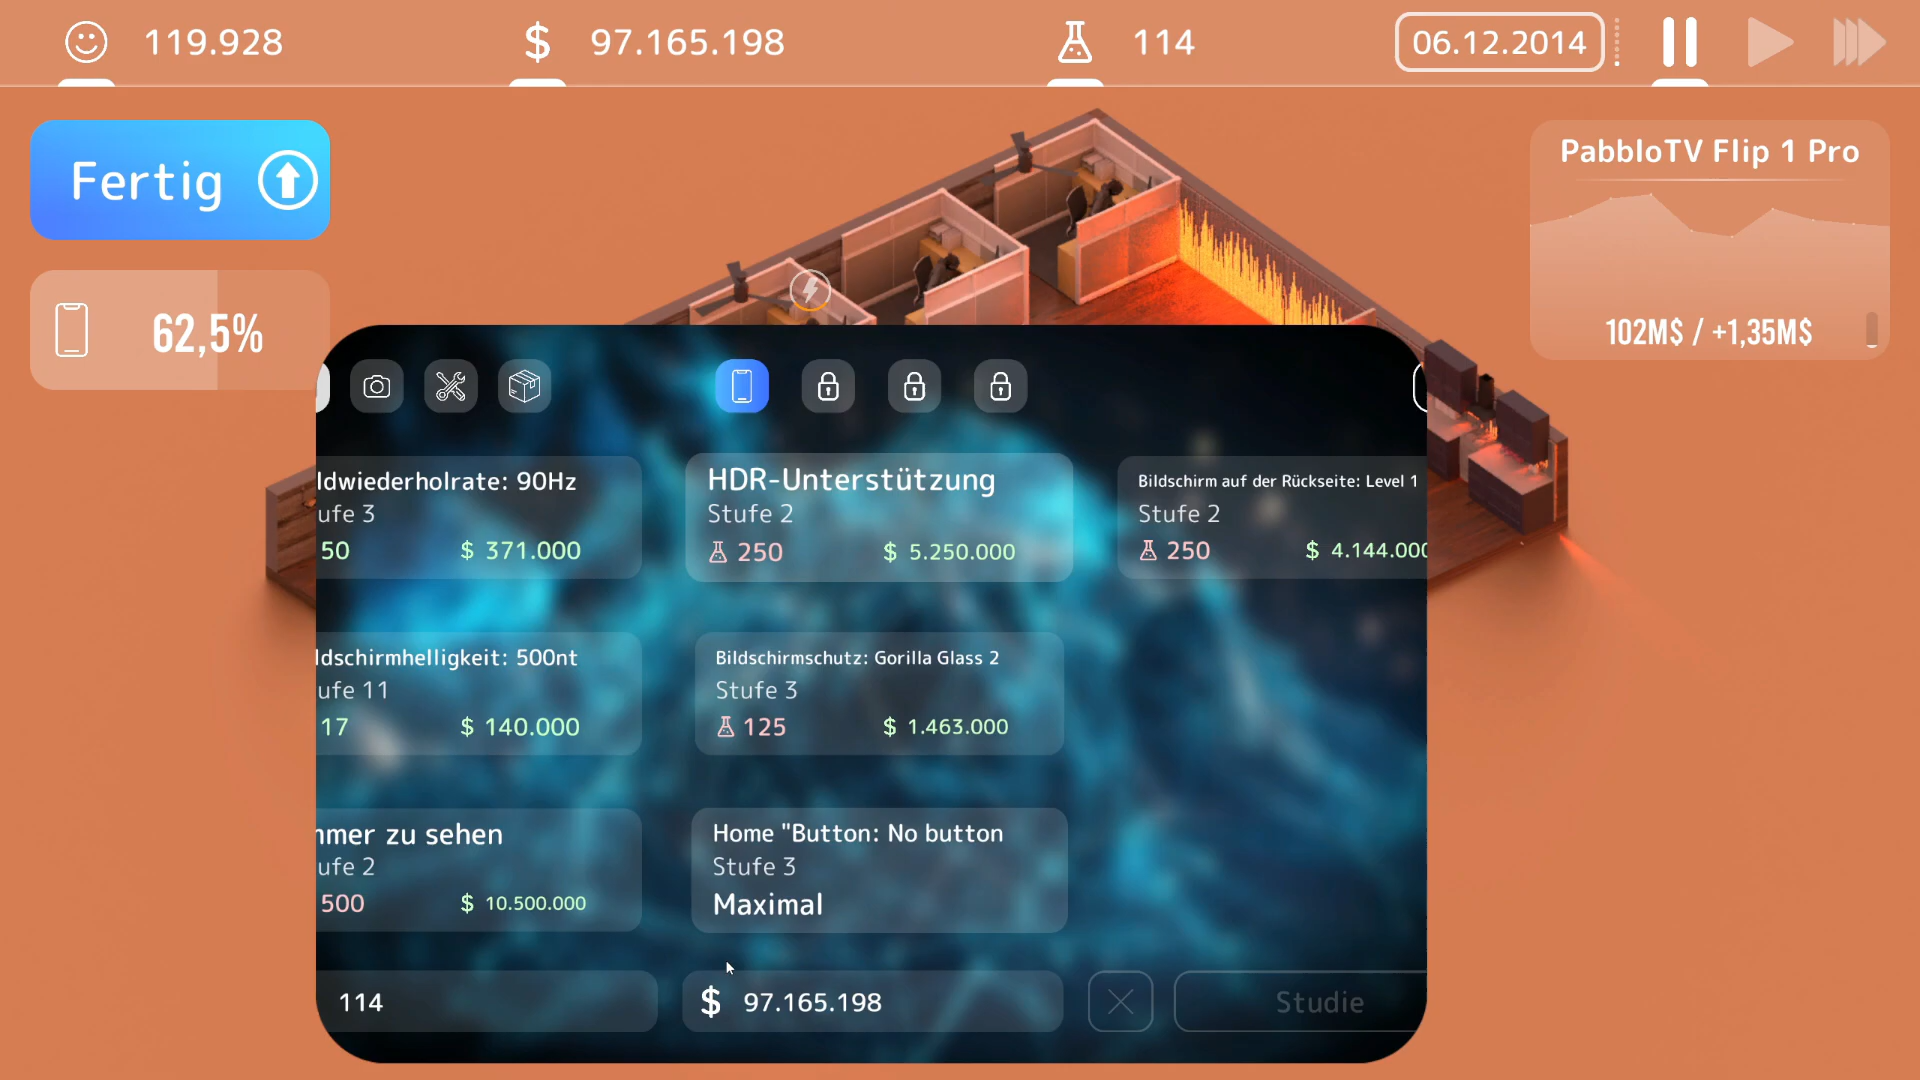 119.928
$ 97.165.198
114
06.12.2014
Fertig
62,5%
PabbloTV Flip 1 Pro
102M$ / +1,35M$
ldwiederholrate: 90Hz
ufe 3
50 $ 371.000
HDR-Unterstützung
Stufe 2
250 $ 5.250.000
Bildschirm auf der Rückseite: Level 1
Stufe 2
250 $ 4.144.000
ldschirmhelligkeit: 500nt
ufe 11
17 $ 140.000
Bildschirmschutz: Gorilla Glass 2
Stufe 3
125 $ 1.463.000
mmer zu sehen
ufe 2
500 $ 10.500.000
Home "Button: No button
Stufe 3
Maximal
114
$ 97.165.198
Studie